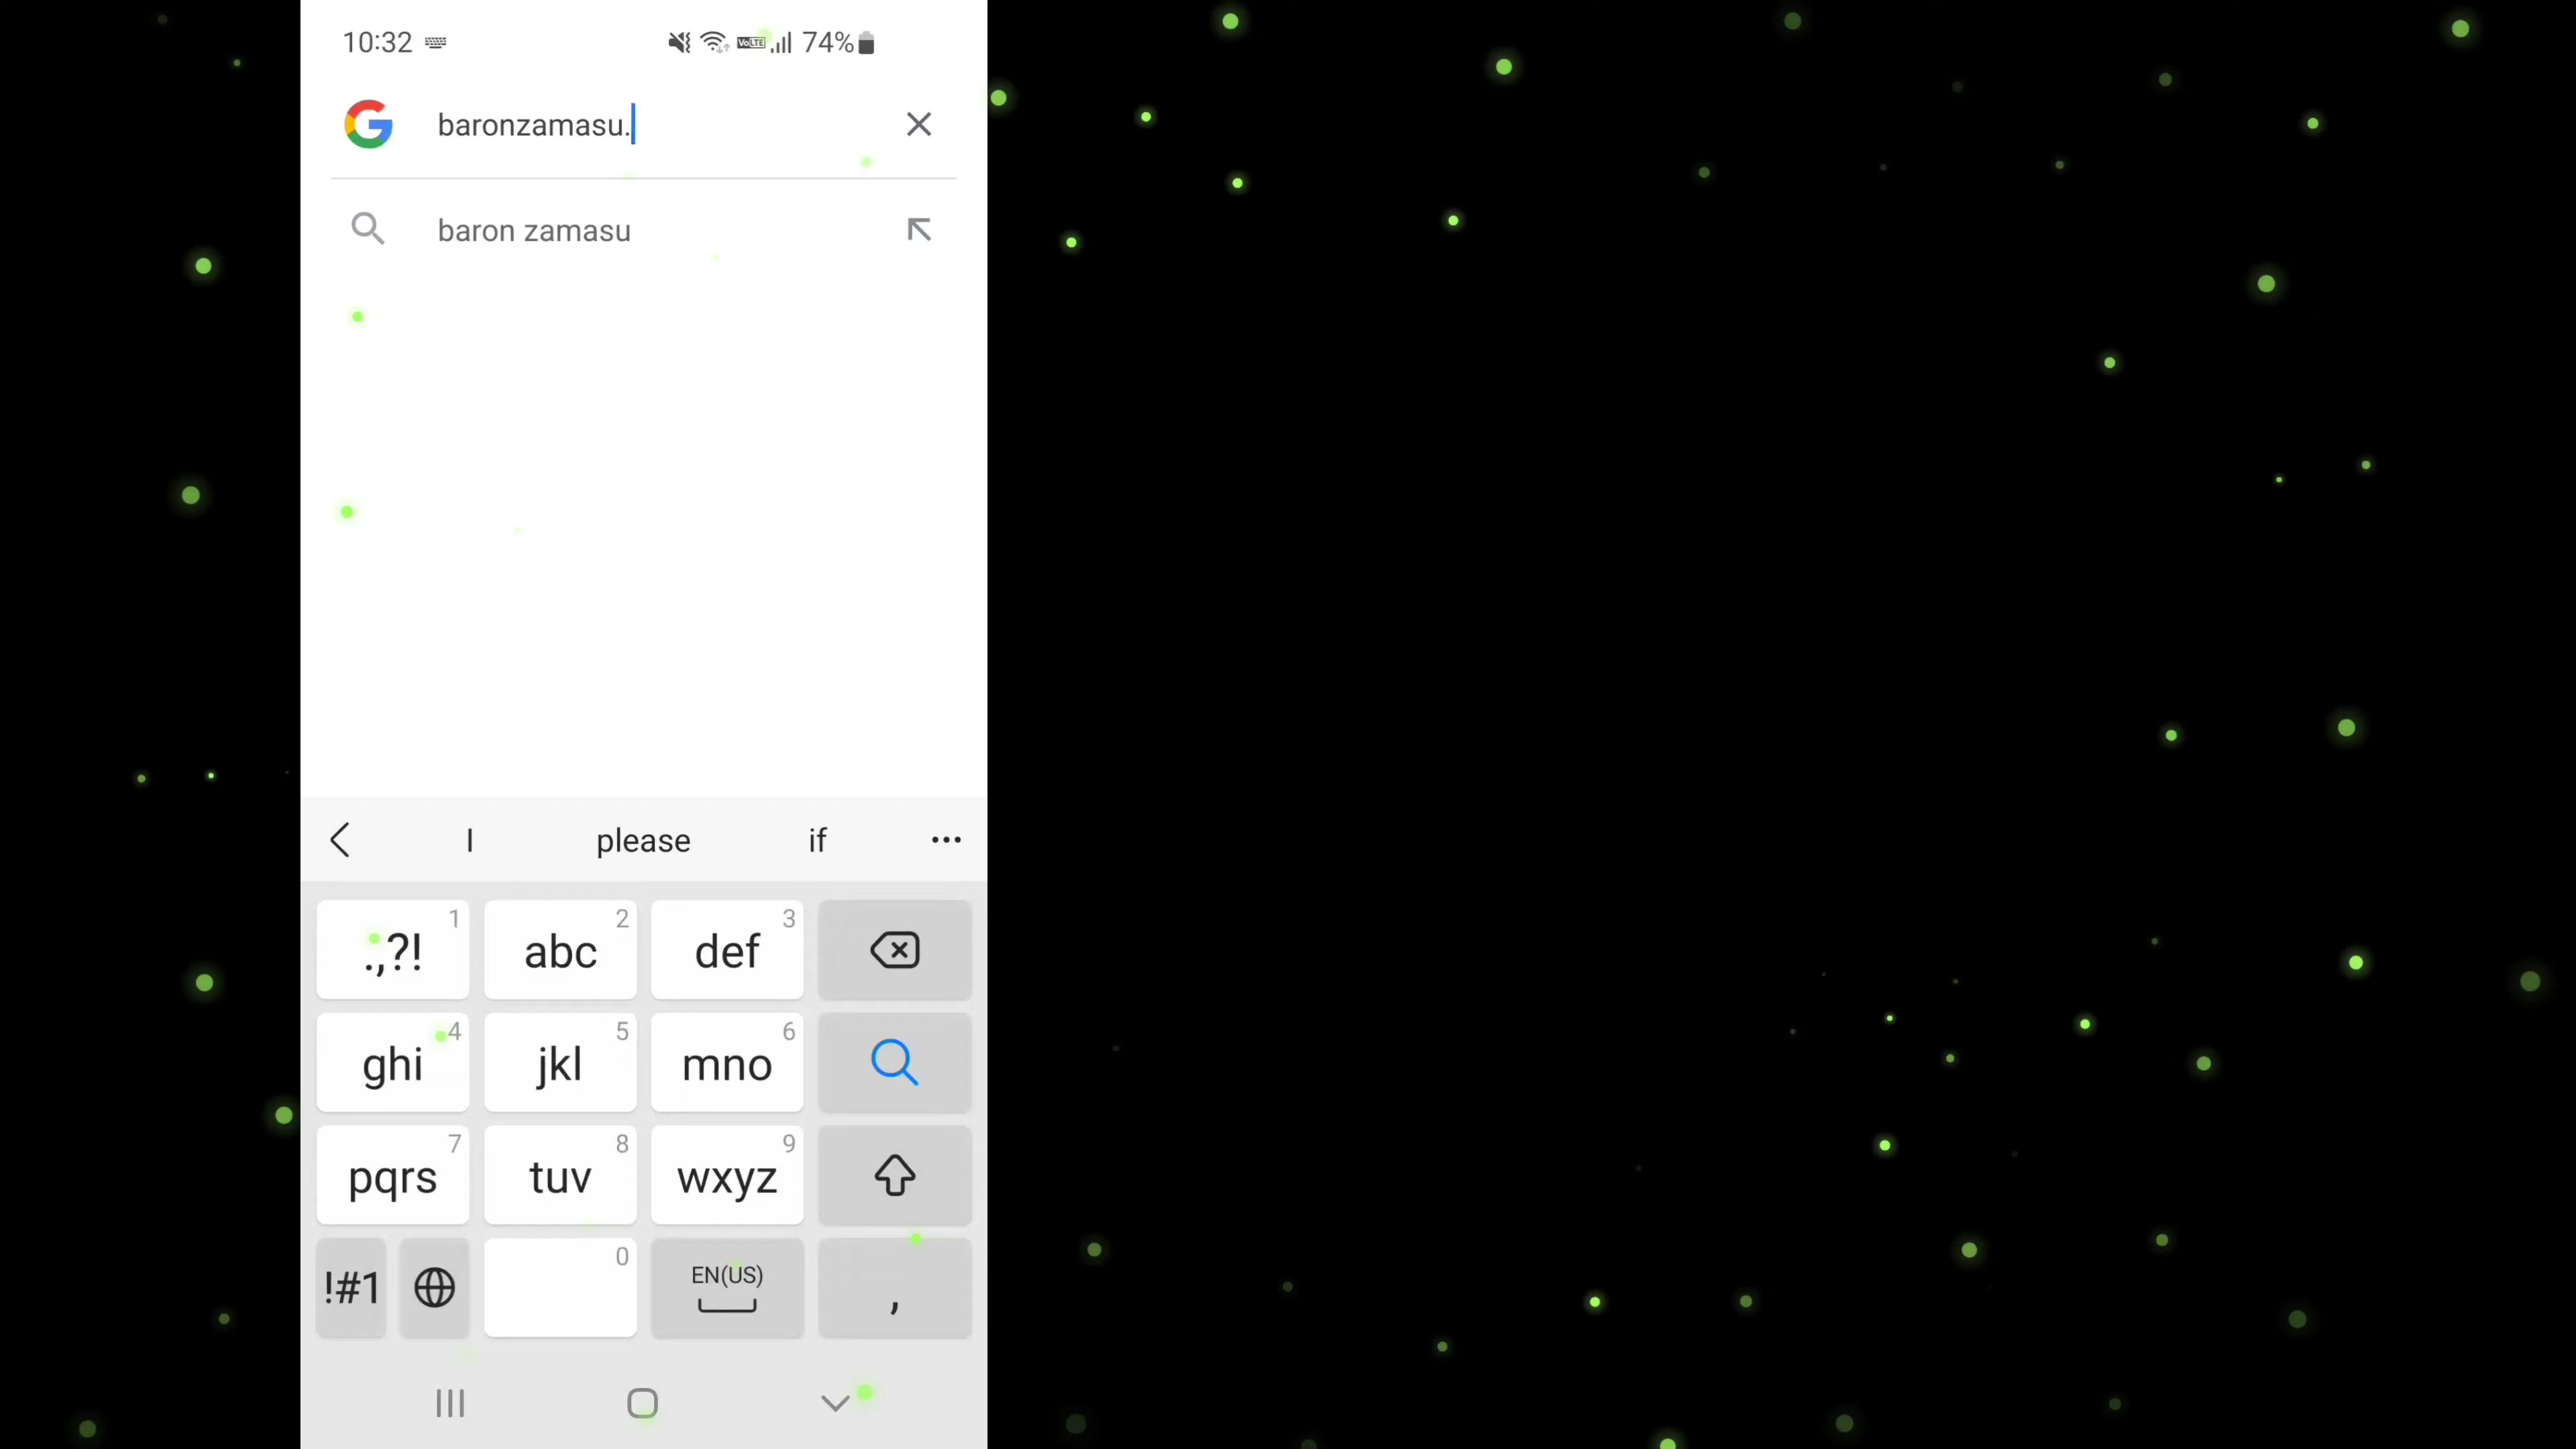 10:32 VoLTE 74%
baronzamasu.
baron zamasu
I please if
.,?! 1 abc 2 def 3
ghi 4 jkl 5 mno 6
pqrs 7 tuv 8 wxyz 9
!#1 0 EN(US) ,